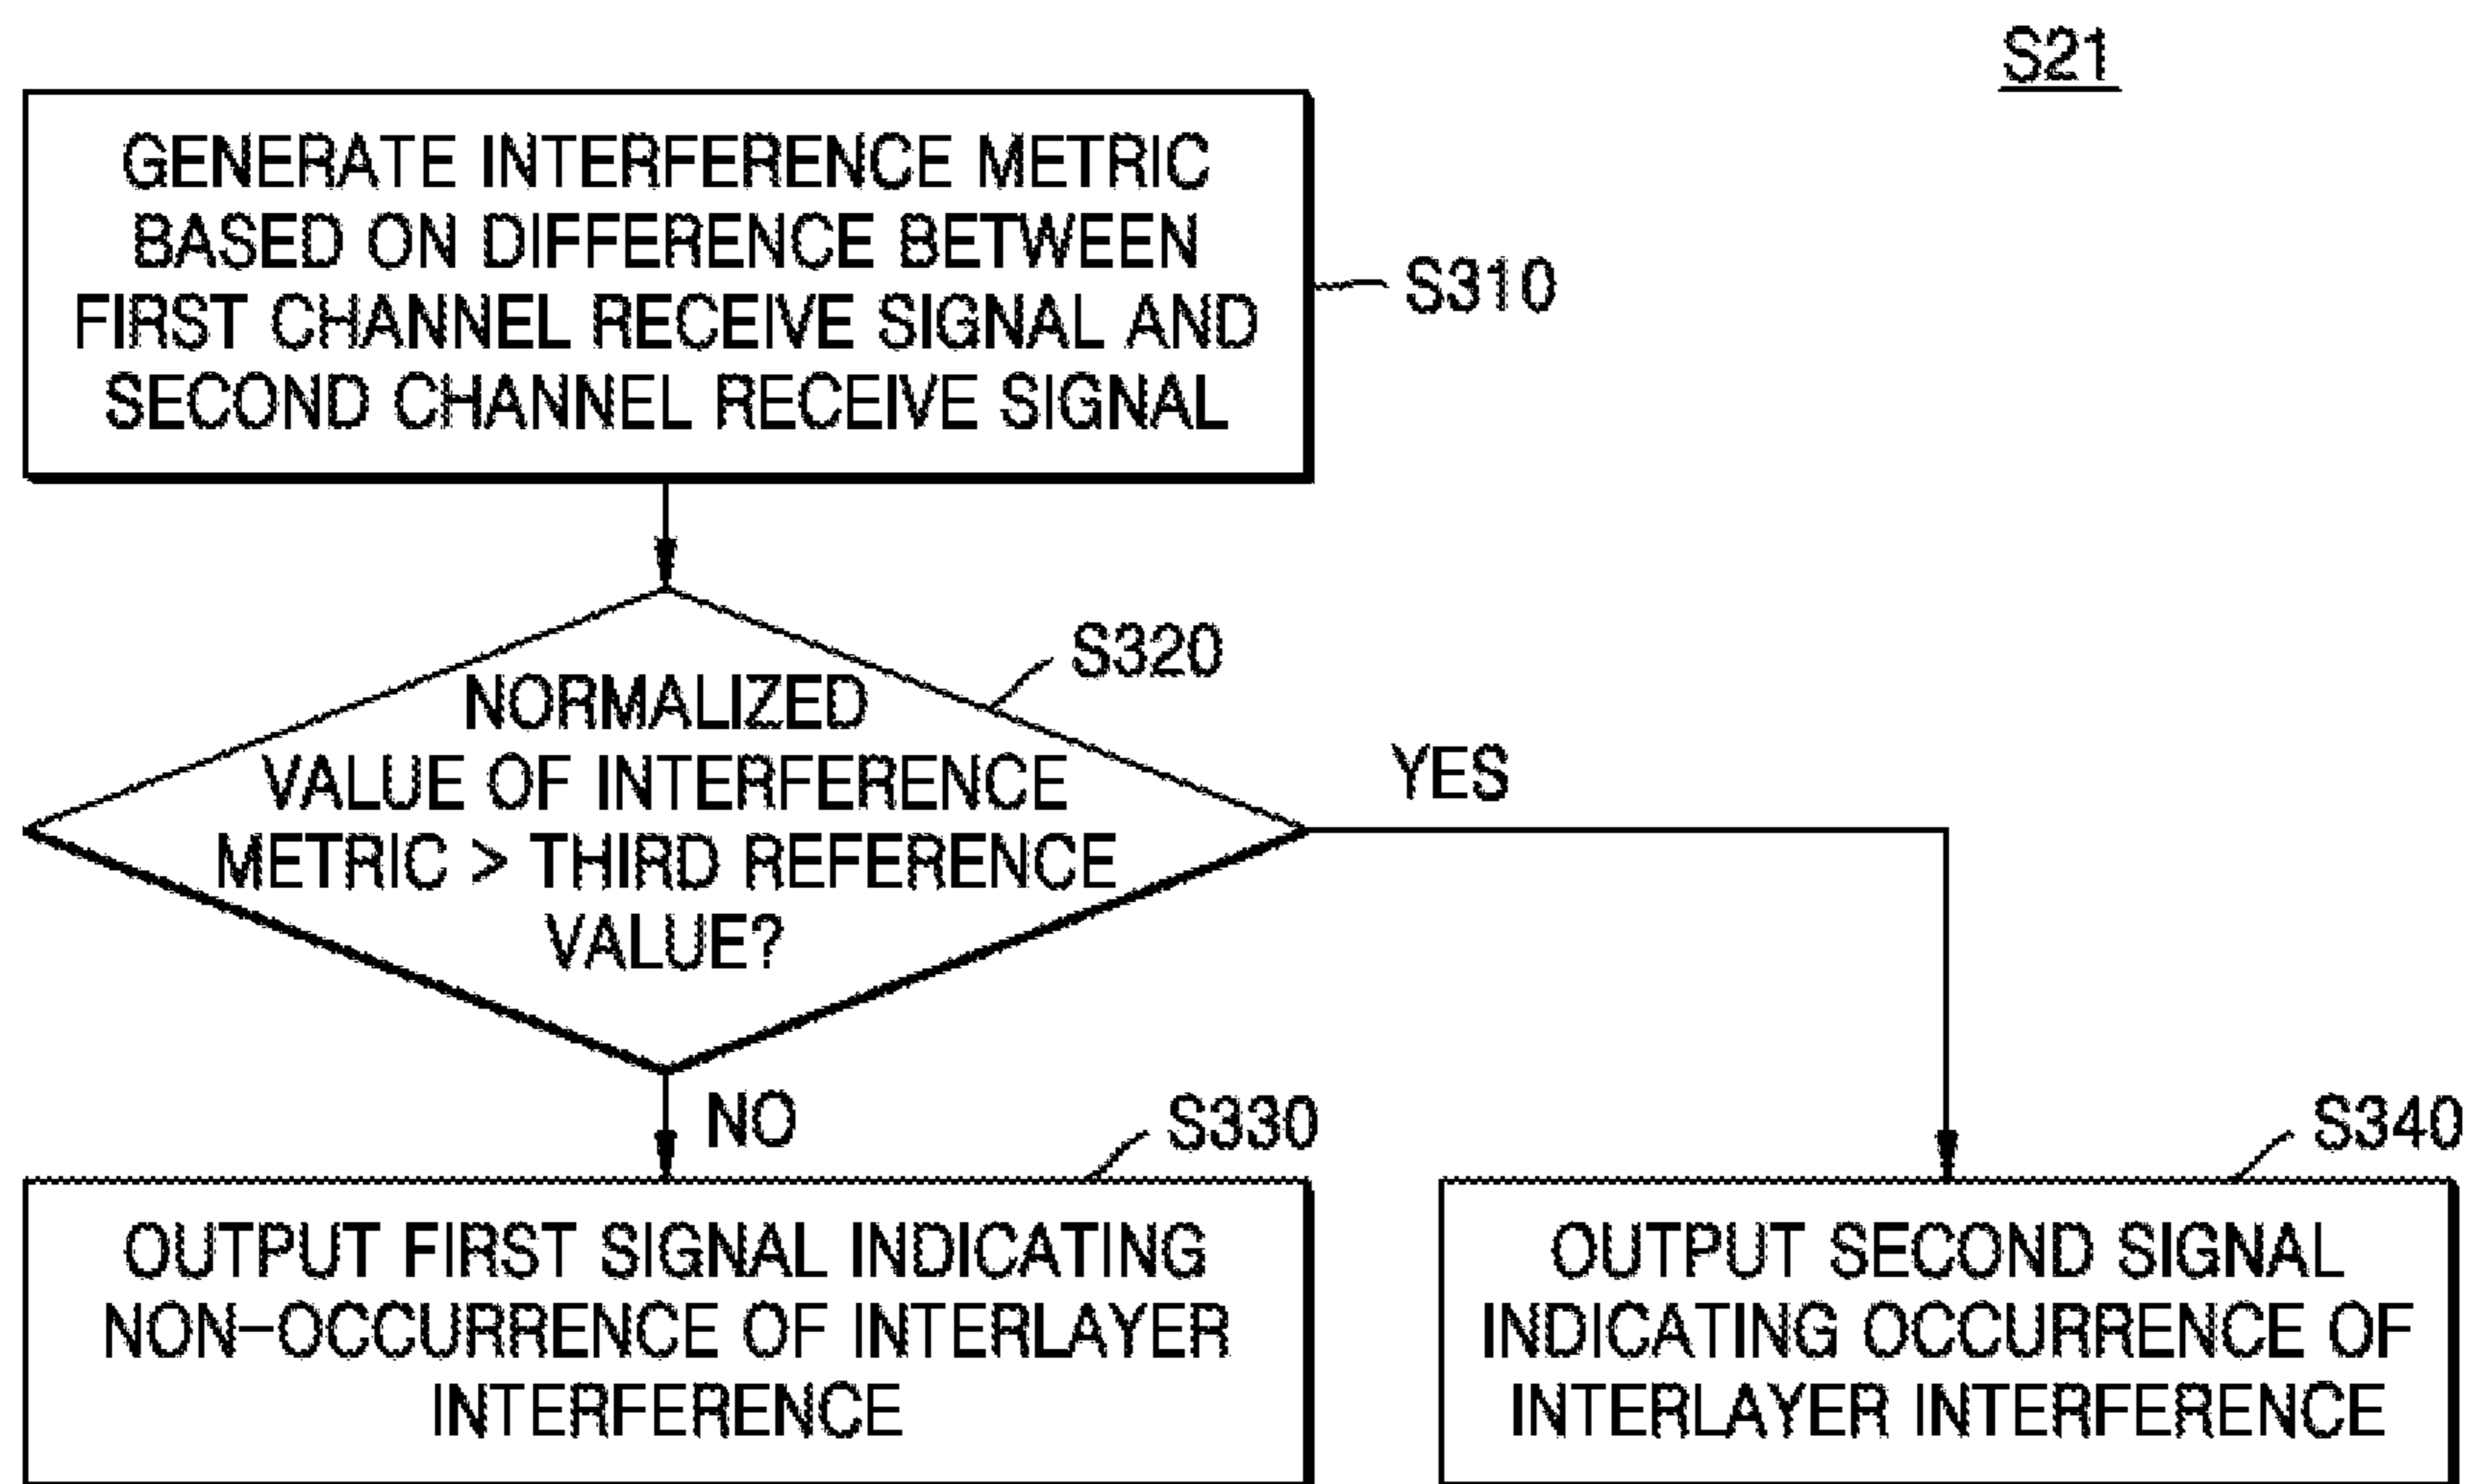 S21
GENERATE INTERFERENCE METRIC
BASED ON DIFFERENCE BETWEEN
FIRST CHANNEL RECEIVE SIGNAL AND
SECOND CHANNEL RECEIVE SIGNAL
S310
S320
NORMALIZED
VALUE OF INTERFERENCE
METRIC > THIRD REFERENCE
VALUE?
YES
NO
S330
OUTPUT FIRST SIGNAL INDICATING
NON-OCCURRENCE OF INTERLAYER
INTERFERENCE
S340
OUTPUT SECOND SIGNAL
INDICATING OCCURRENCE OF
INTERLAYER INTERFERENCE